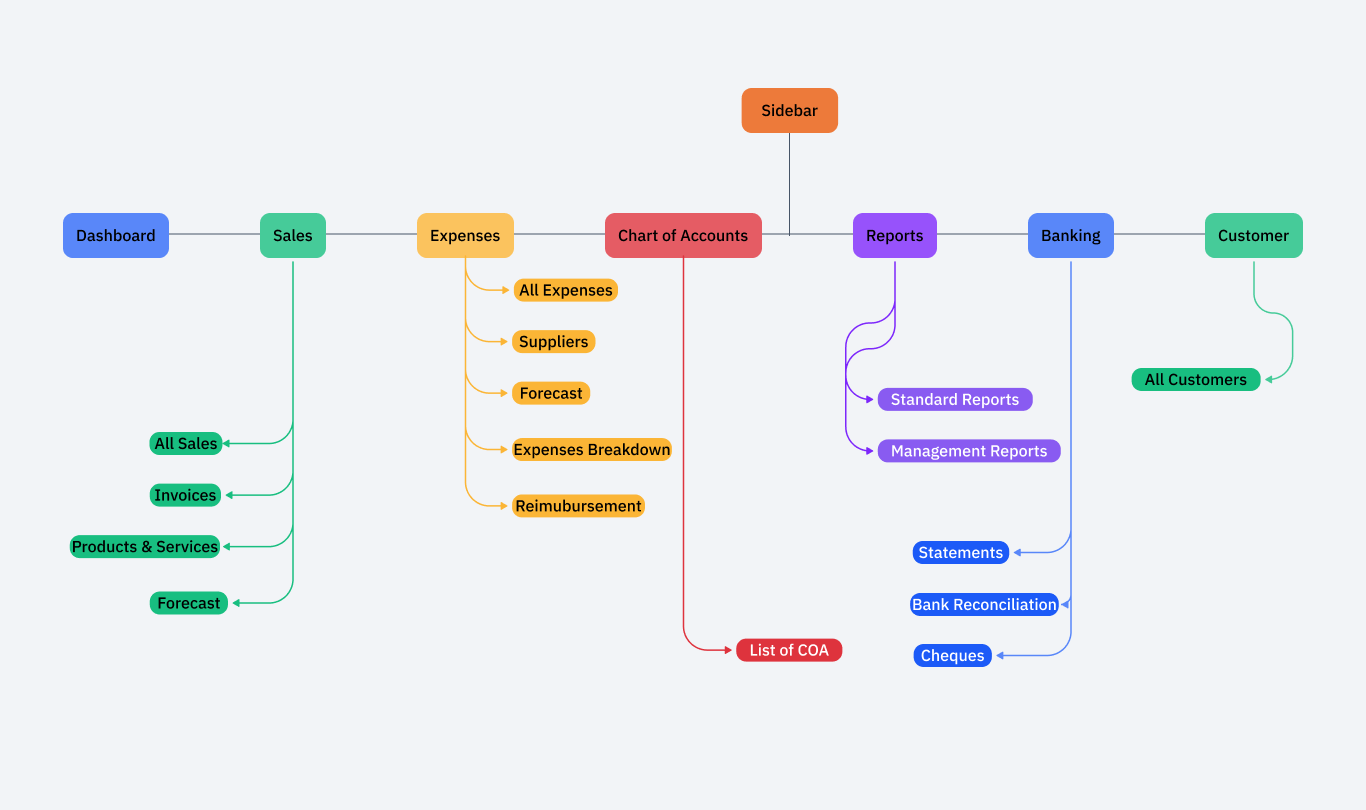 Sidebar
Dashboard
Sales
Expenses
Chart of Accounts
Reports
Banking
Customer
All Expenses
Suppliers
Forecast
Expenses Breakdown
Reimubursement
All Sales
Invoices
Products & Services
Forecast
List of COA
Standard Reports
Management Reports
Statements
Bank Reconciliation
Cheques
All Customers